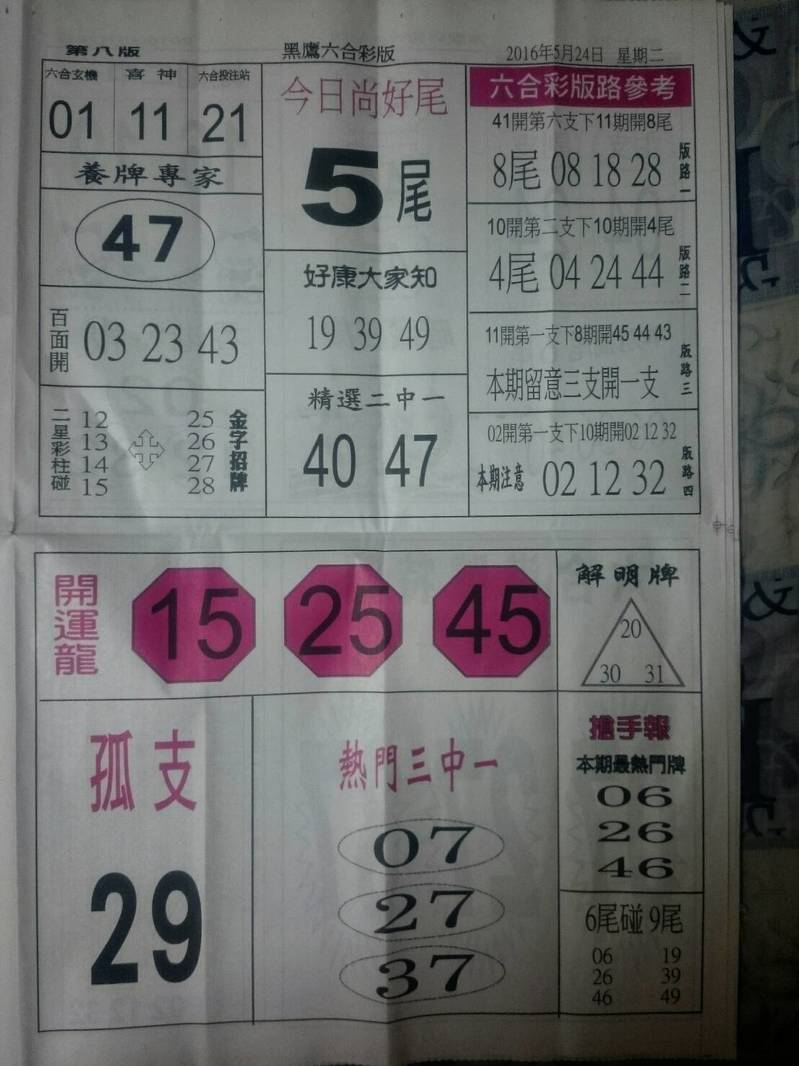 第八版 黑鷹六合彩版 2016年5月24日 星期二
六合玄機 喜神 六合投注站
01 11 21
養牌專家
47
百面開
03 23 43
二星彩柱碰
12 25
13 26
14 27
15 28
金字招牌
今日尚好尾
5尾
好康大家知
19 39 49
精選二中一
40 47
六合彩版路參考
41開第六支下11期開8尾
8尾 08 18 28
版路一
10開第二支下10期開4尾
4尾 04 24 44
版路二
11開第一支下8期開45 44 43
本期留意三支開一支
版路三
02開第一支下10期開02 12 32
本期注意 02 12 32
版路四
開運龍
15 25 45
解明牌
20
30 31
孤支
29
熱門三中一
07
27
37
搶手報
本期最熱門牌
06
26
46
6尾碰9尾
06 19
26 39
46 49